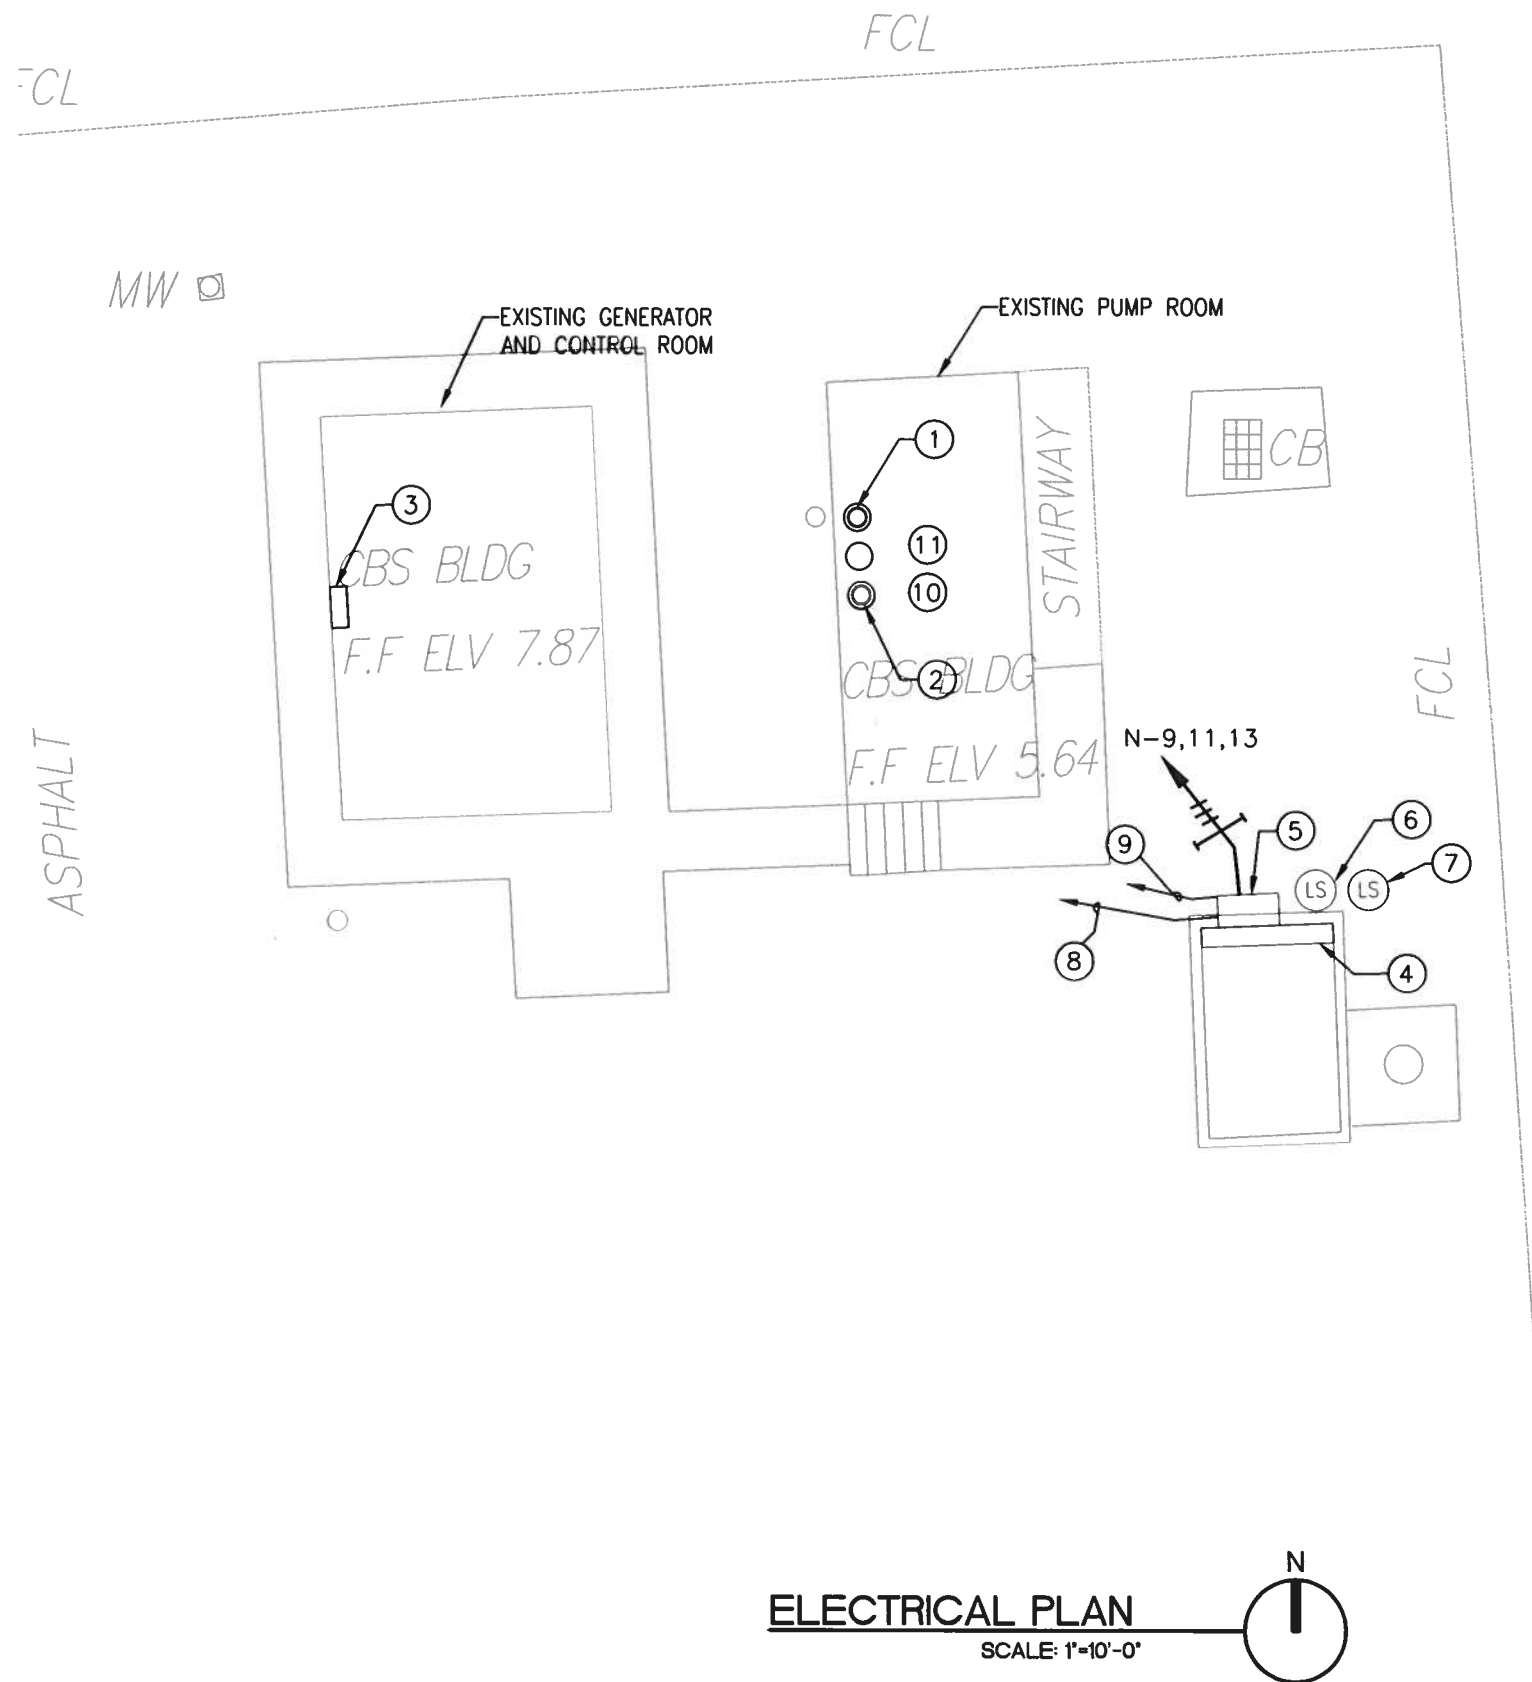 FCL
FCL
MW
EXISTING GENERATOR
AND CONTROL ROOM
EXISTING PUMP ROOM
1
STAIRWAY
CB
3
11
CBS BLDG
10
F.F ELV 7.87
2
CBS BLDG
FCL
ASPHALT
N-9,11,13
F.F ELV 5.64
6
5
9
7
LS
LS
8
4
N
ELECTRICAL PLAN
SCALE: 1"=10'-0"